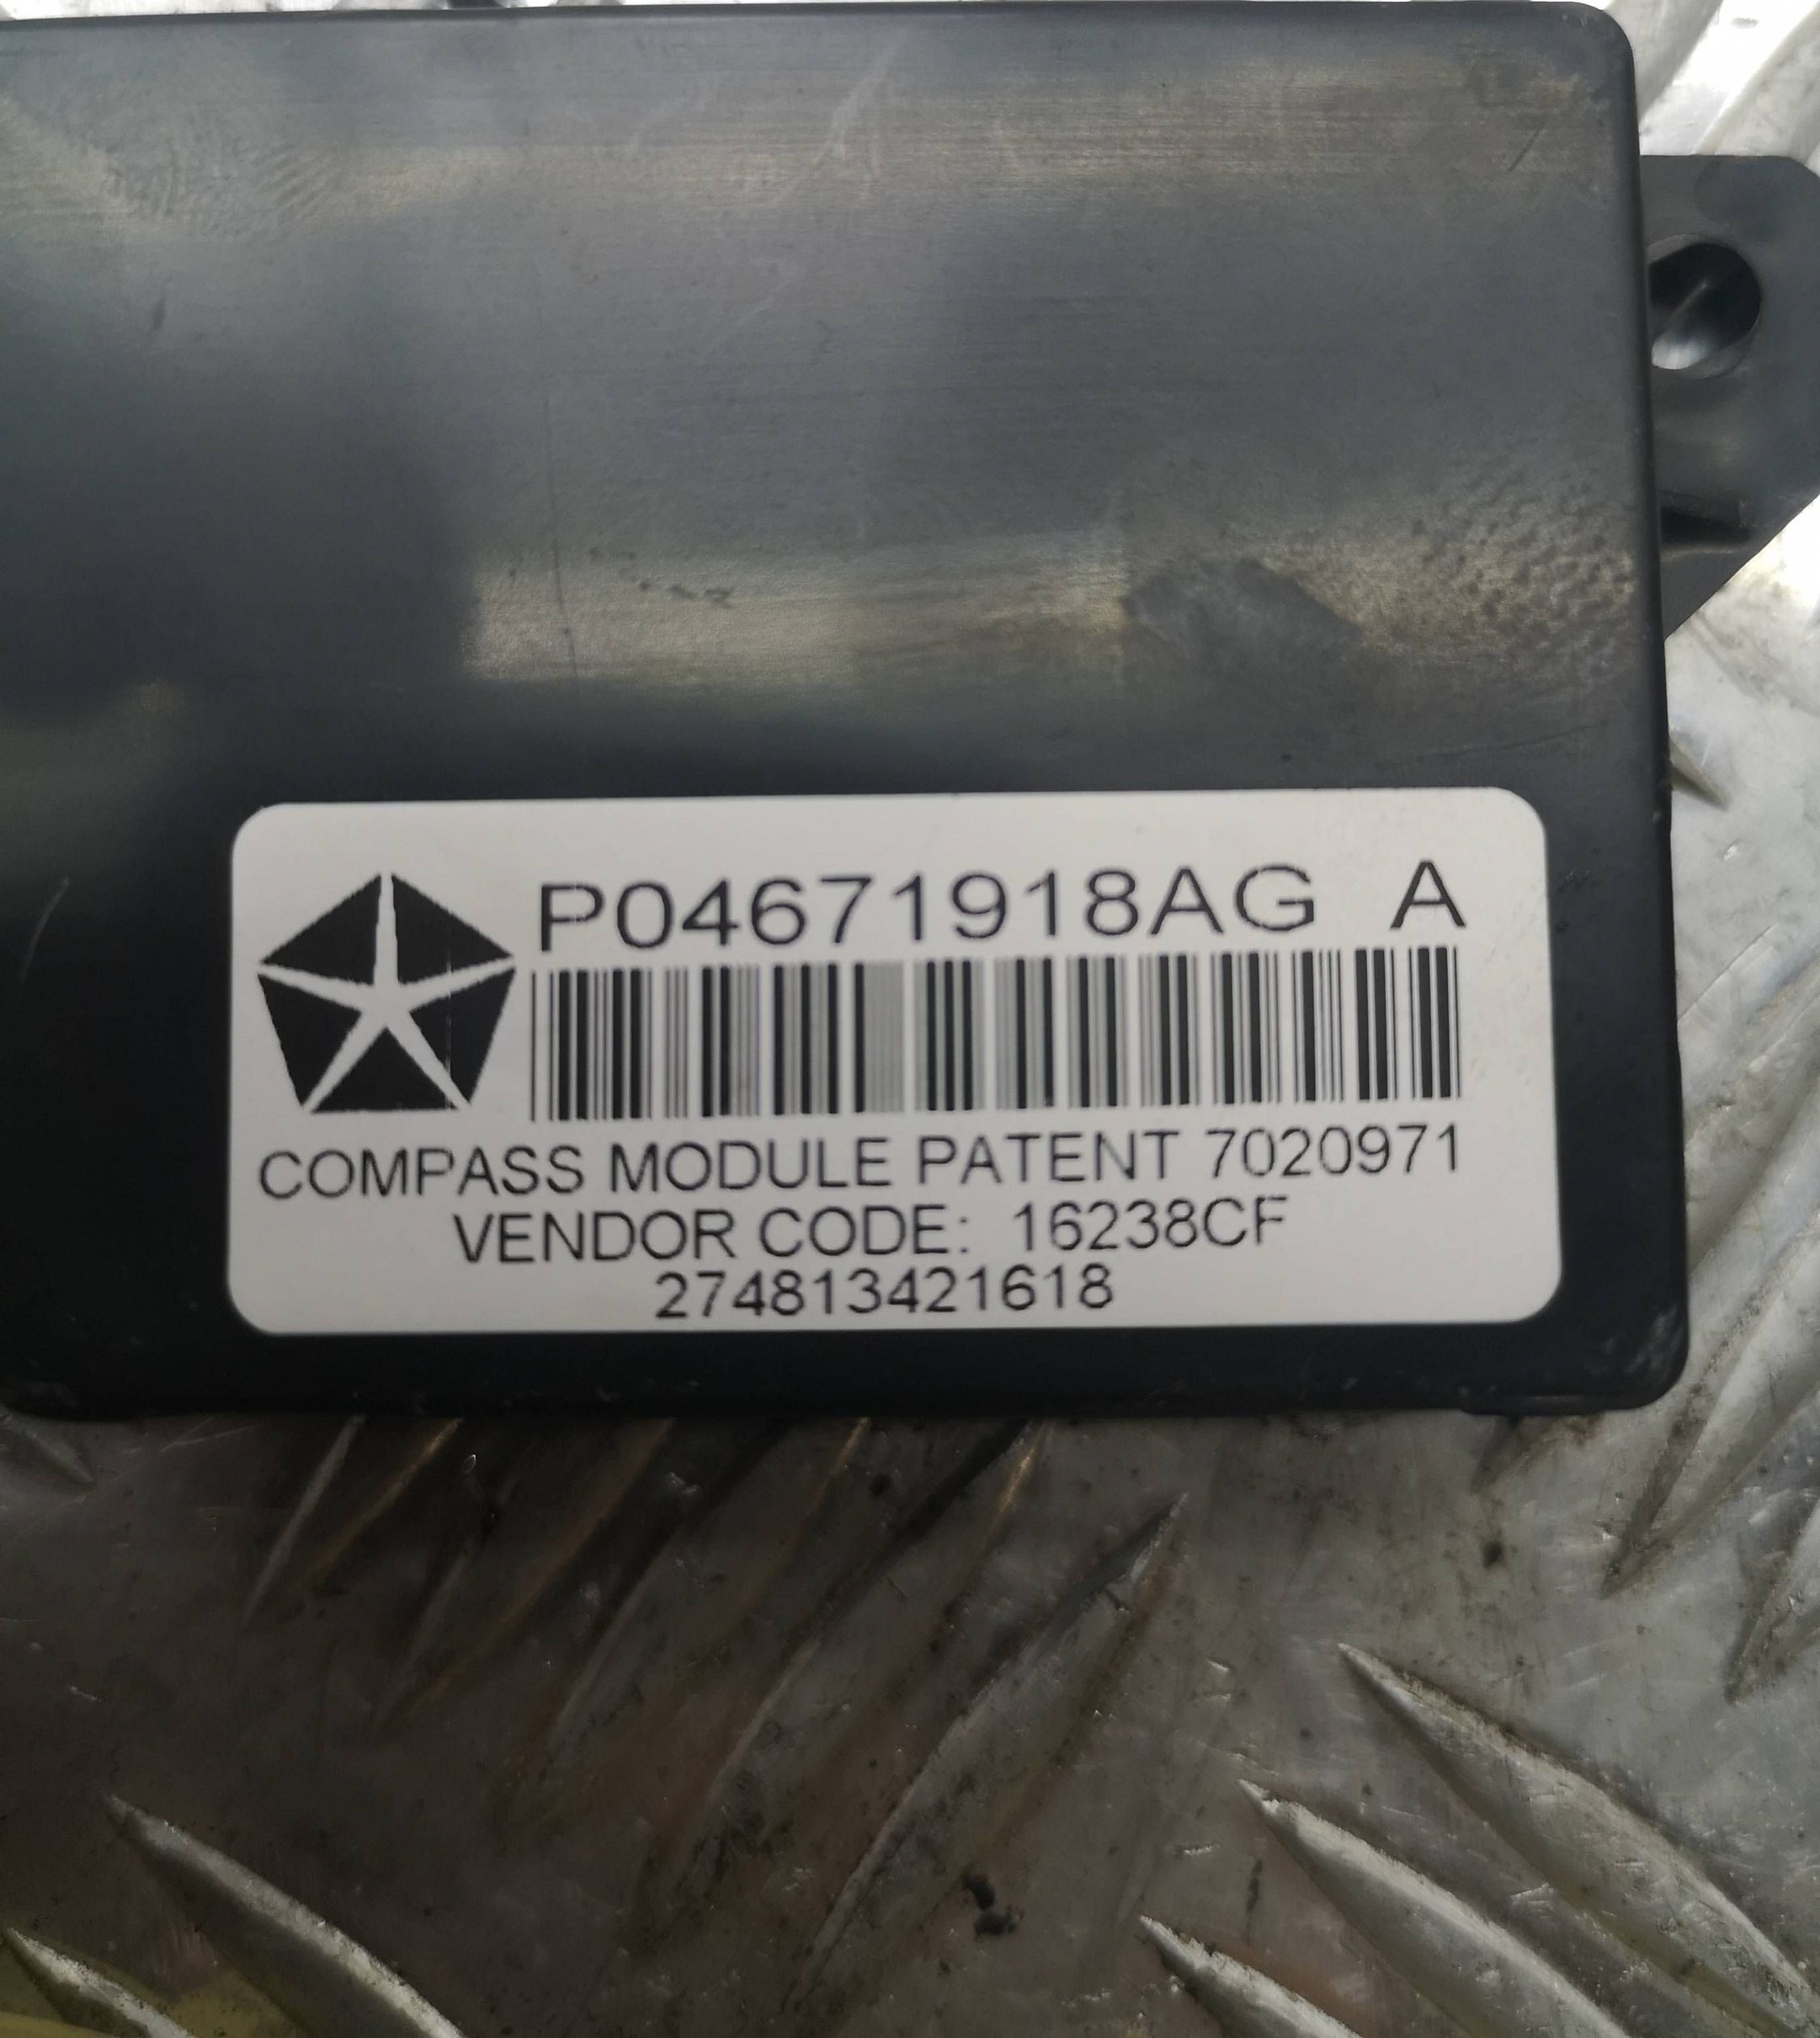 P04671918AG A
COMPASS MODULE PATENT 7020971
VENDOR CODE: 16238CF
274813421618